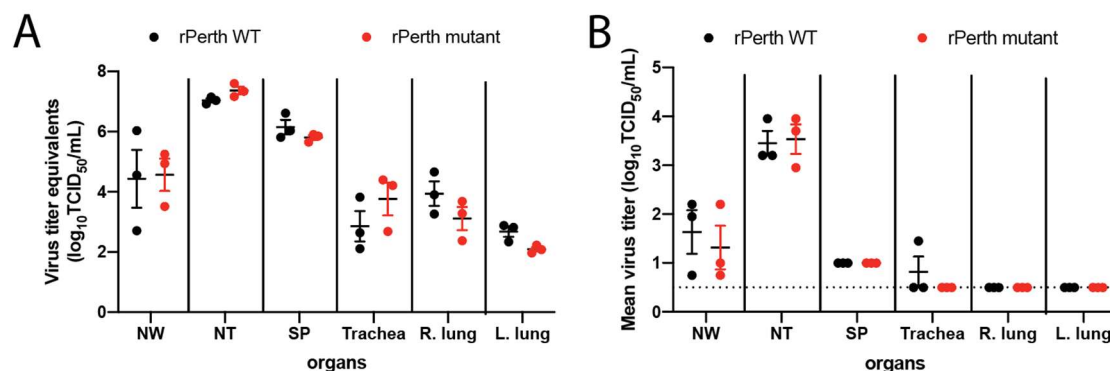 A
rPerth WT
rPerth mutant
Virus titer equivalents
(log10TCID50/mL)
8
6
4
2
0
NW
NT
SP
Trachea
R. lung
L. lung
organs
B
rPerth WT
rPerth mutant
Mean virus titer (log10TCID50/mL)
5
4
3
2
1
0
NW
NT
SP
Trachea
R. lung
L. lung
organs